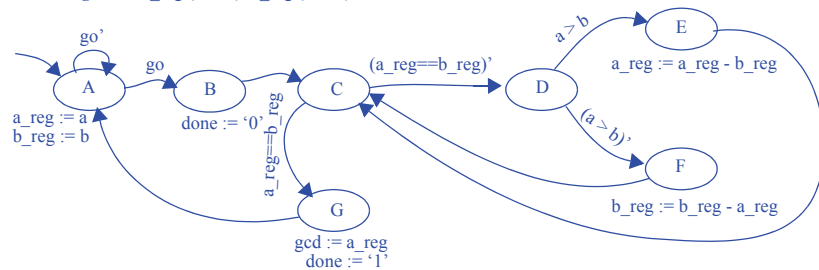 go’
A
a_reg := a
b_reg := b
go
B
done := ‘0’
C
(a_reg==b_reg)’
a_reg==b_reg
G
gcd := a_reg
done := ‘1’
D
a > b
E
a_reg := a_reg - b_reg
(a > b)’
F
b_reg := b_reg - a_reg